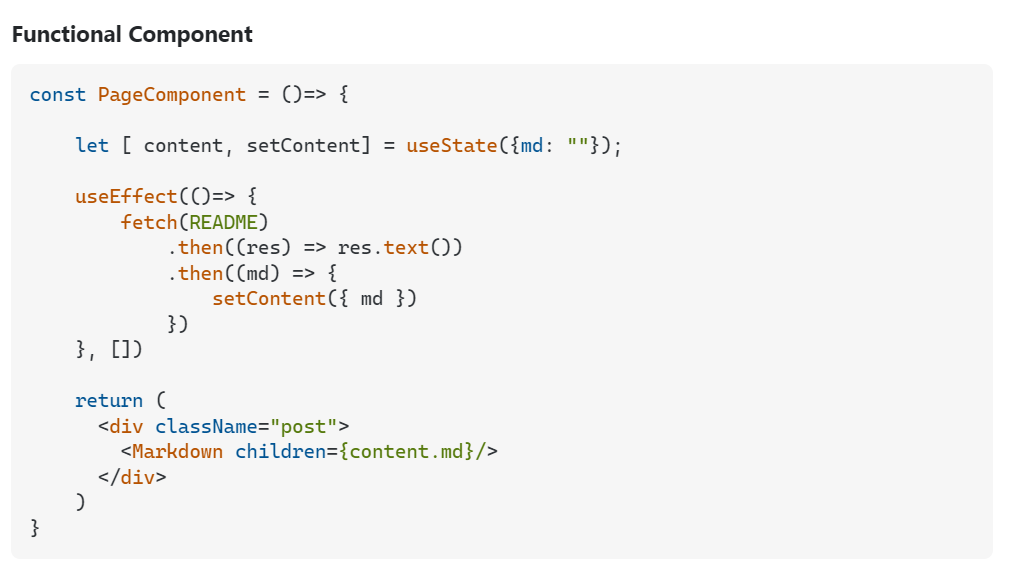 Functional Component
const PageComponent = ()=> {
    let [ content, setContent] = useState({md: ""});
    useEffect(()=> {
        fetch(README)
            .then((res) => res.text())
            .then((md) => {
                setContent({ md })
            })
    }, [])
    return (
      <div className="post">
        <Markdown children={content.md}/>
      </div>
    )
}